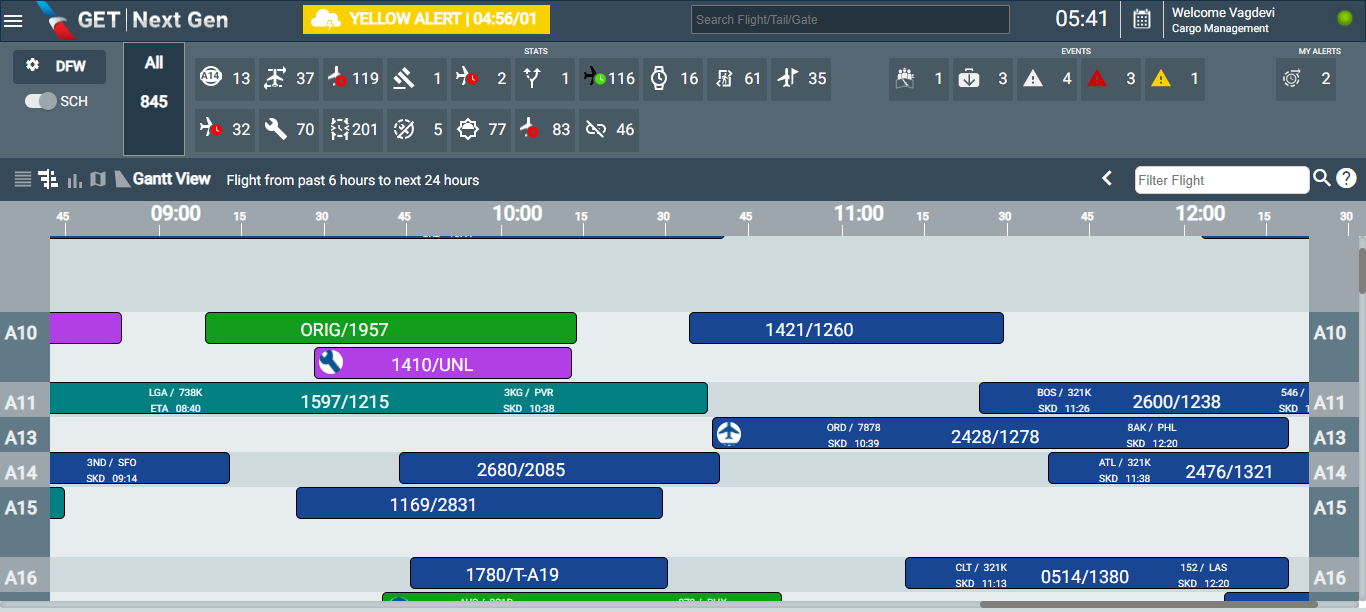 GET | Next Gen
YELLOW ALERT | 04:56/01
Search Flight/Tail/Gate
05:41
Welcome Vagdevi
Cargo Management
DFW
SCH
All
845
STATS
EVENTS
MY ALERTS
A14 13 37 119 1 2 1 116 16 61 35 1 3 4 3 1 2
32 70 201 5 77 83 46
Gantt View
Flight from past 6 hours to next 24 hours
Filter Flight
45 09:00 15 30 45 10:00 15 30 45 11:00 15 30 45 12:00 15 30
A10 ORIG/1957 1421/1260 A10
1410/UNL
A11 LGA / 738K ETA 08:40 1597/1215 3KG / PVR SKD 10:38 BOS / 321K SKD 11:26 2600/1238 546 / SKD A11
A13 ORD / 7878 SKD 10:39 2428/1278 8AK / PHL SKD 12:20 A13
A14 3ND / SFO SKD 09:14 2680/2085 ATL / 321K SKD 11:38 2476/1321 A14
A15 1169/2831 A15
A16 1780/T-A19 CLT / 321K SKD 11:13 0514/1380 152 / LAS SKD 12:20 A16